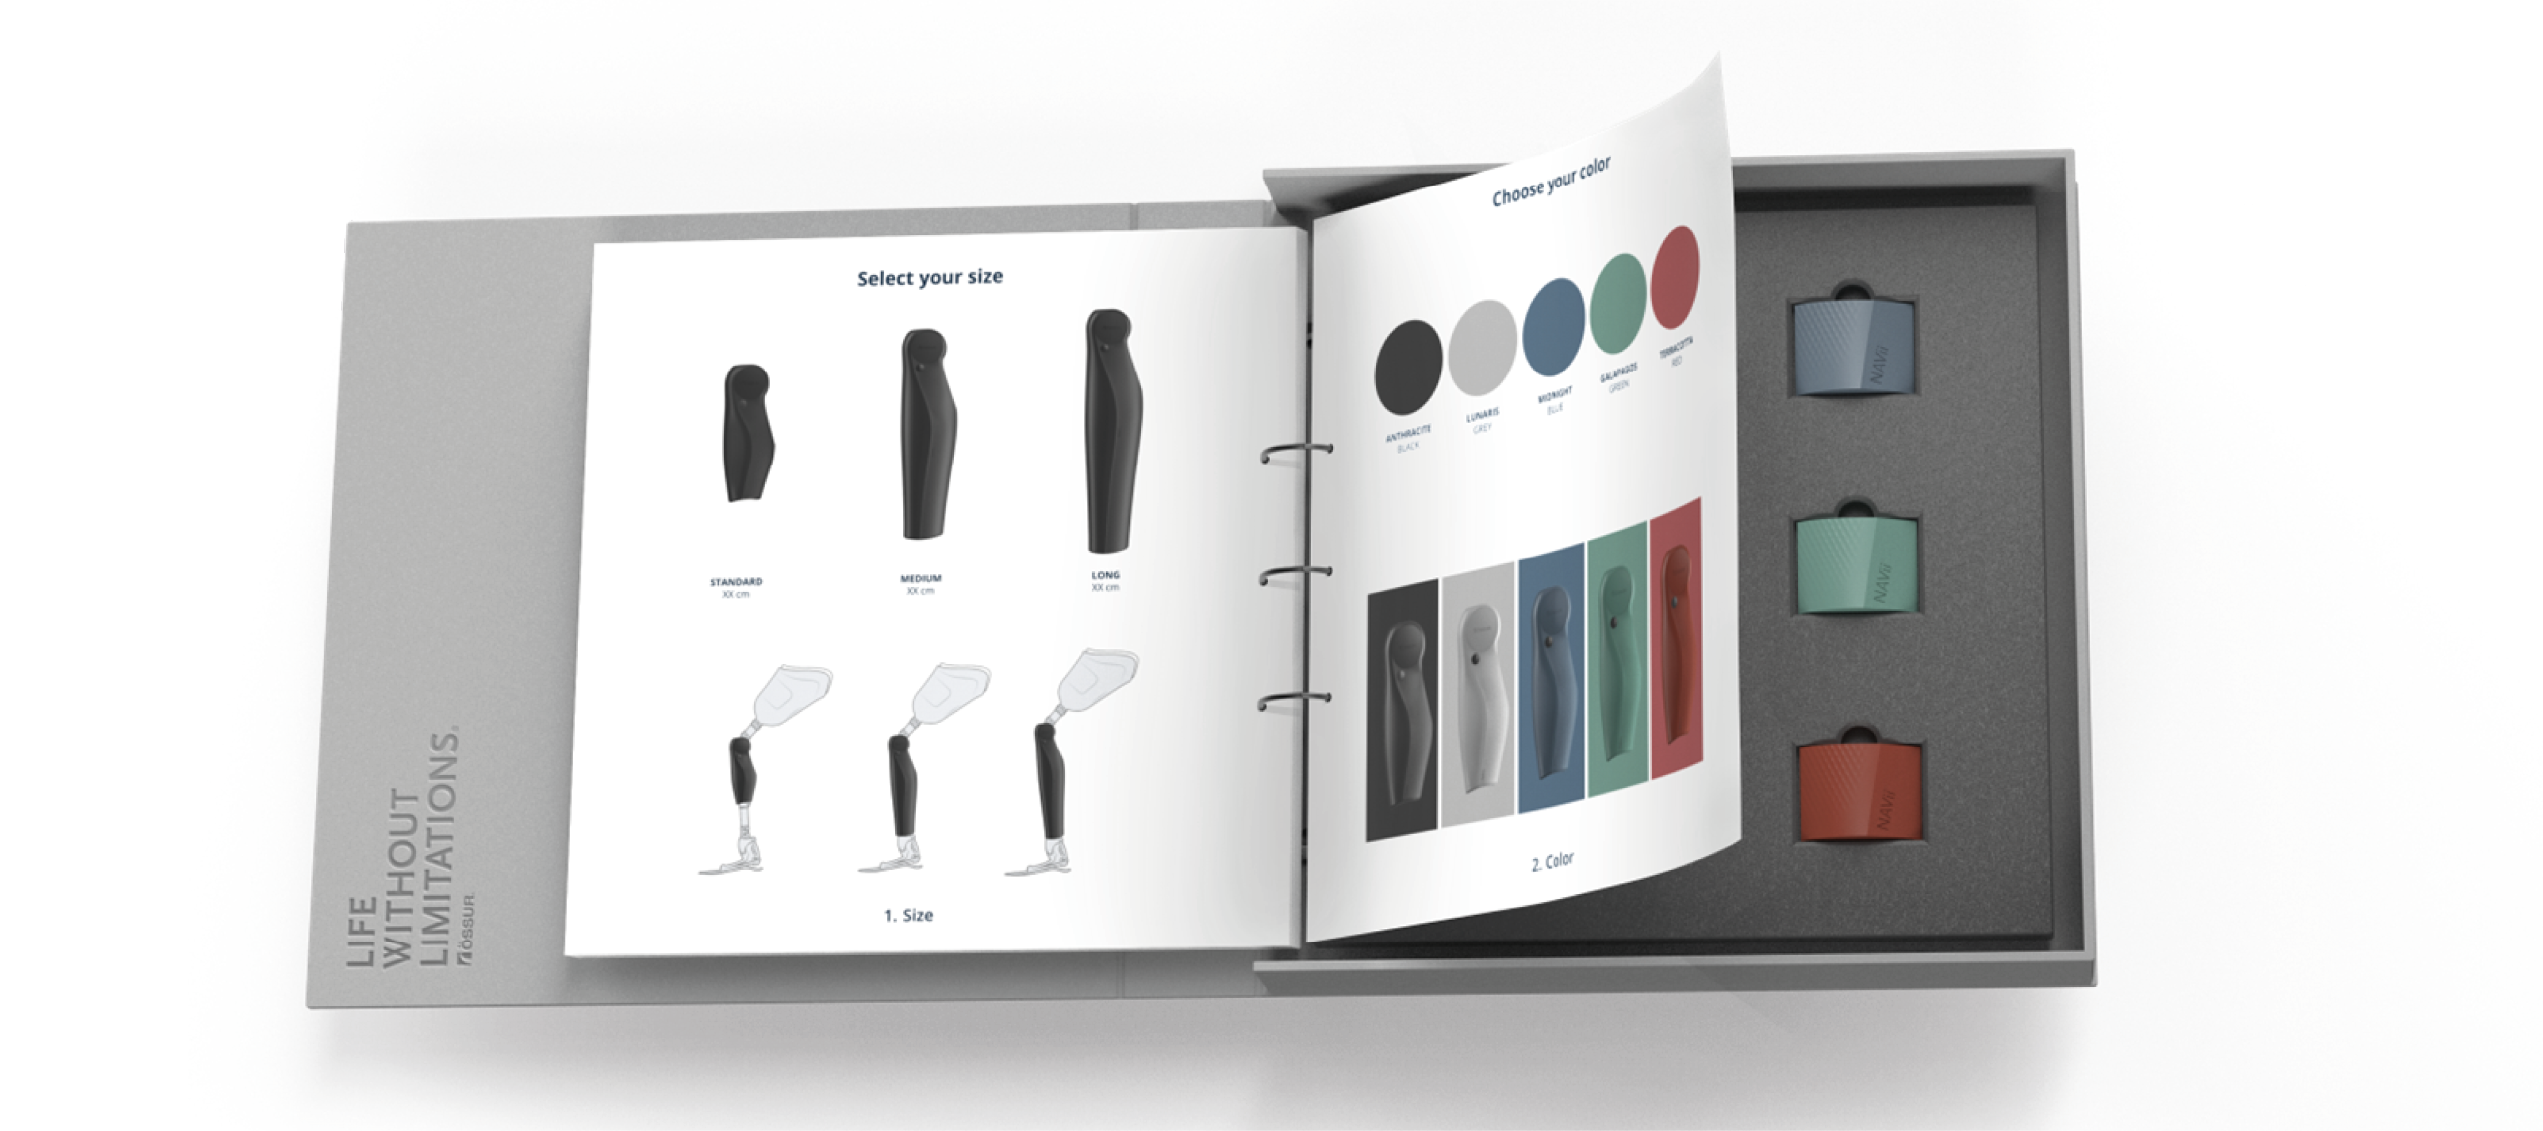 LIFE
WITHOUT
LIMITATIONS.
össur.
Select your size
STANDARD
XX cm
MEDIUM
XX cm
LONG
XX cm
1. Size
Choose your color
ANTHRACITE
BLACK
LUNARIS
GREY
MIDNIGHT
BLUE
GALAPAGOS
GREEN
TERRACOTTA
RED
2. Color
NAVii
NAVii
NAVii